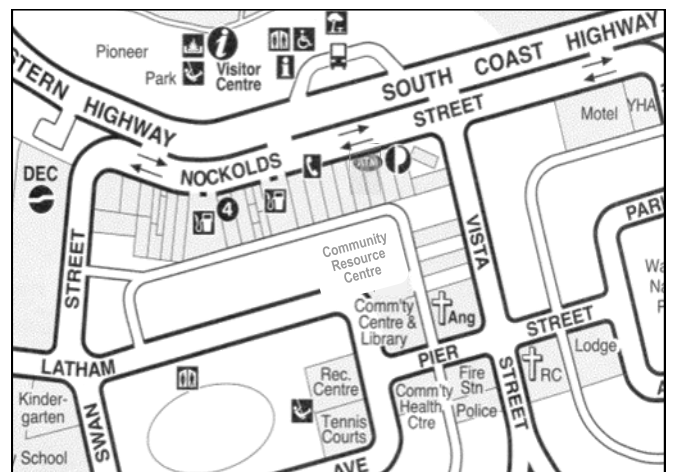 Pioneer
Park
Visitor
Centre
STERN HIGHWAY
SOUTH COAST HIGHWAY
STREET
NOCKOLDS
ATM
4
DEC
Motel
YHA
STREET
VISTA
STREET
Community
Resource
Centre
Comm'ty
Centre &
Library
Ang
PIER
STREET
LATHAM
SWAN
Rec.
Centre
Tennis
Courts
Comm'ty
Health
Ctre
Fire
Stn
Police
RC
Lodge
Kinder-
garten
School
AVE